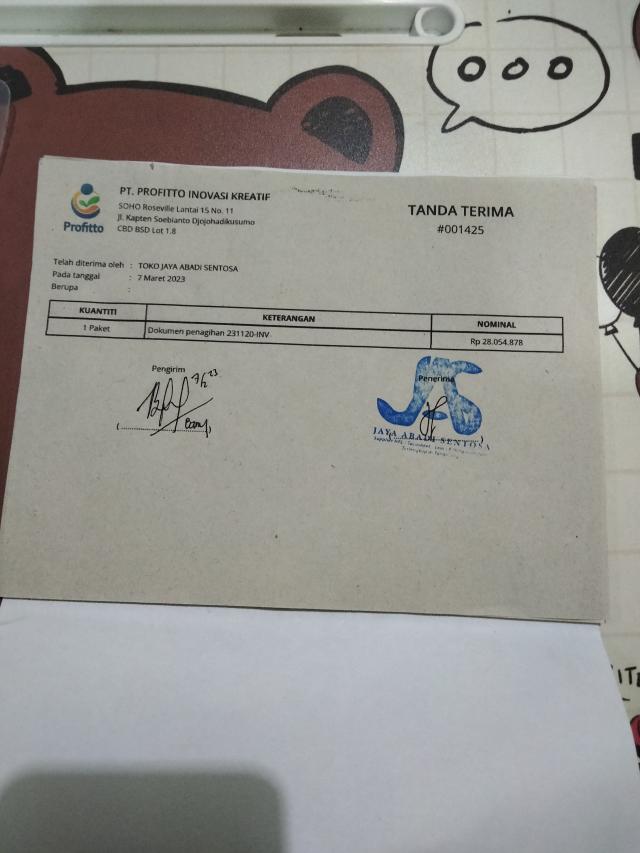 Profitto
PT. PROFITTO INOVASI KREATIF
SOHO Roseville Lantai 15 No. 11
Jl. Kapten Soebianto Djojohadikusumo
CBD BSD Lot 1.8
TANDA TERIMA
#001425
Telah diterima oleh : TOKO JAYA ABADI SENTOSA
Pada tanggal : 7 Maret 2023
Berupa :
KUANTITI KETERANGAN NOMINAL
1 Paket Dokumen penagihan 231120-INV Rp 28.054.878
Pengirim
Penerima
JAYA ABADI SENTOSA